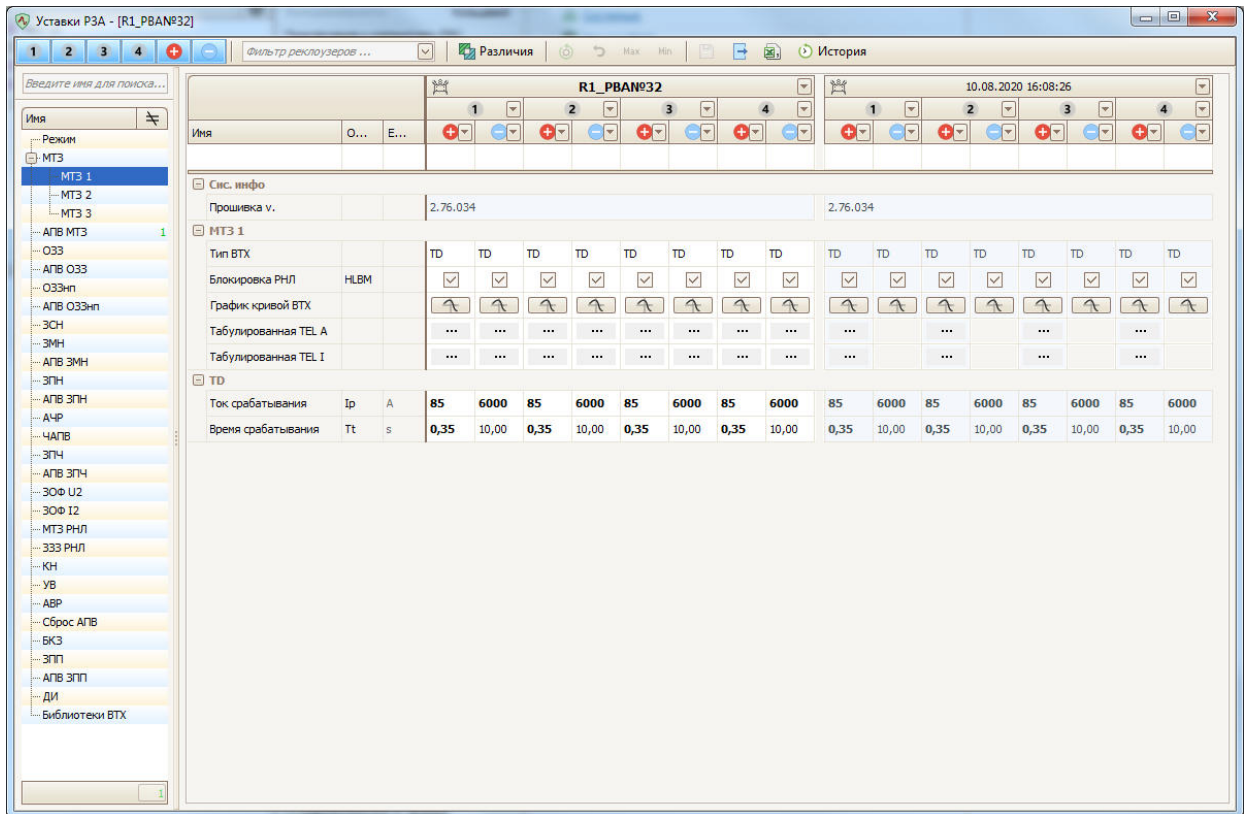 Уставки РЗА - [R1_РВАN№32]
1 2 3 4 Фильтр реклоузеров ... Различия Max Min История
Введите имя для поиска...
Имя
Режим
МТЗ
МТЗ 1
МТЗ 2
МТЗ 3
АПВ МТЗ 1
ОЗЗ
АПВ ОЗЗ
ОЗЗнп
АПВ ОЗЗнп
ЗСН
ЗМН
АПВ ЗМН
ЗПН
АПВ ЗПН
АЧР
ЧАПВ
ЗПЧ
АПВ ЗПЧ
ЗОФ U2
ЗОФ I2
МТЗ РНЛ
ЗЗЗ РНЛ
КН
УВ
АВР
Сброс АПВ
БКЗ
ЗПП
АПВ ЗПП
ДИ
Библиотеки ВТХ
1
R1_PBAN№32 10.08.2020 16:08:26
1 2 3 4 1 2 3 4
Имя О... Е...
Сис. инфо
Прошивка v. 2.76.034 2.76.034
МТЗ 1
Тип ВТХ TD TD TD TD TD TD TD TD TD TD TD TD TD TD TD TD
Блокировка РНЛ HLBM
График кривой ВТХ
Табулированная TEL A ... ... ... ... ... ... ... ... ... ... ... ...
Табулированная TEL I ... ... ... ... ... ... ... ... ... ... ... ...
TD
Ток срабатывания Ip A 85 6000 85 6000 85 6000 85 6000 85 6000 85 6000 85 6000 85 6000
Время срабатывания Tt s 0,35 10,00 0,35 10,00 0,35 10,00 0,35 10,00 0,35 10,00 0,35 10,00 0,35 10,00 0,35 10,00